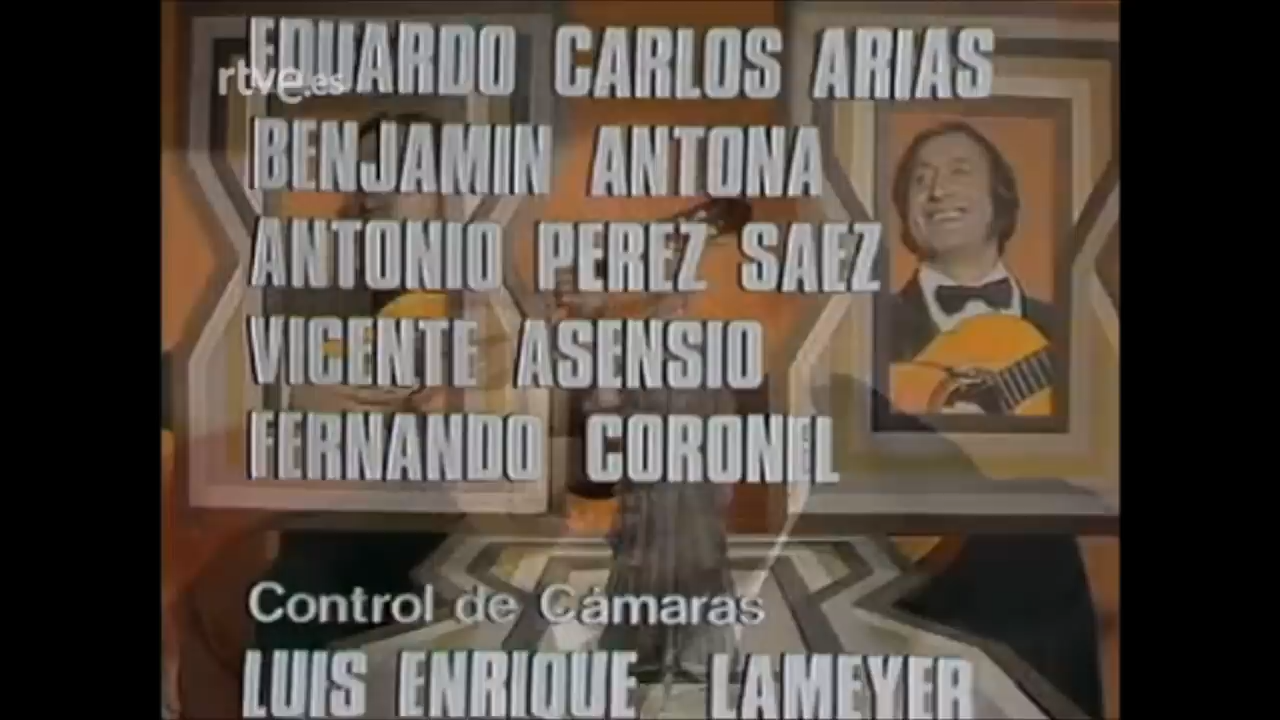 EDUARDO CARLOS ARIAS
rtve.es
BENJAMIN ANTONA
ANTONIO PEREZ SAEZ
VICENTE ASENSIO
FERNANDO CORONEL
Control de Cámaras
LUIS ENRIQUE LAMEYER